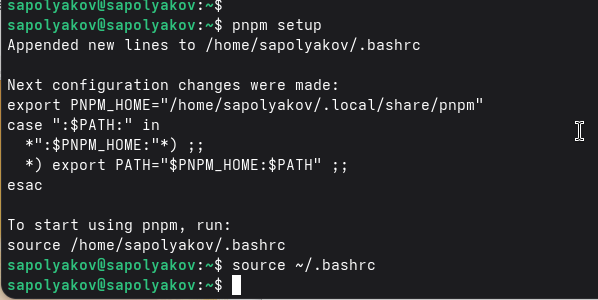 sapolyakov@sapolyakov:~$
sapolyakov@sapolyakov:~$ pnpm setup
Appended new lines to /home/sapolyakov/.bashrc

Next configuration changes were made:
export PNPM_HOME="/home/sapolyakov/.local/share/pnpm"
case ":$PATH:" in
  *":$PNPM_HOME:"*) ;;
  *) export PATH="$PNPM_HOME:$PATH" ;;
esac

To start using pnpm, run:
source /home/sapolyakov/.bashrc
sapolyakov@sapolyakov:~$ source ~/.bashrc
sapolyakov@sapolyakov:~$